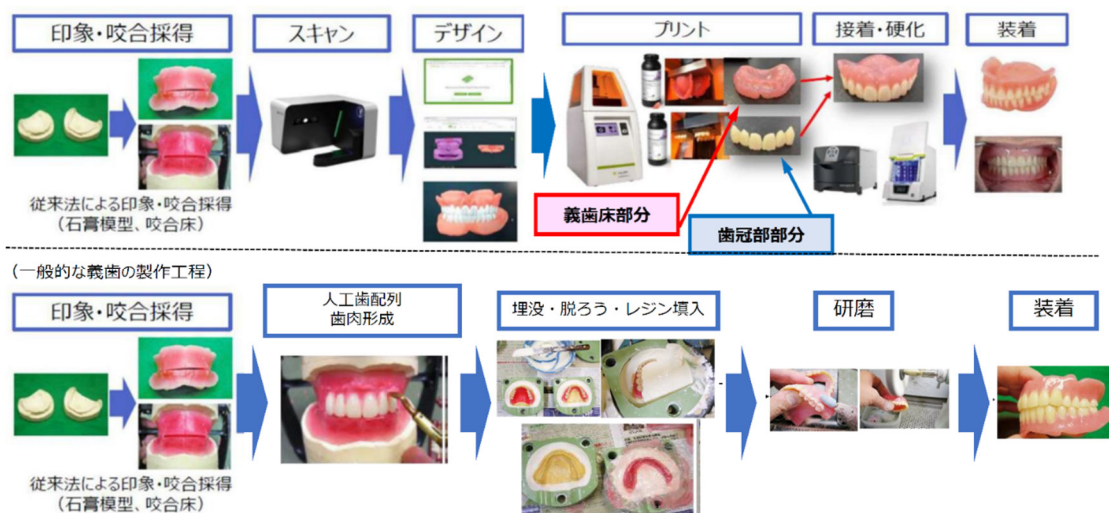 印象・咬合採得
スキャン
デザイン
プリント
接着・硬化
装着
従来法による印象・咬合採得
(石膏模型、咬合床)
義歯床部分
歯冠部部分
(一般的な義歯の製作工程)
印象・咬合採得
人工歯配列
歯肉形成
埋没・脱ろう・レジン填入
研磨
装着
従来法による印象・咬合採得
(石膏模型、咬合床)